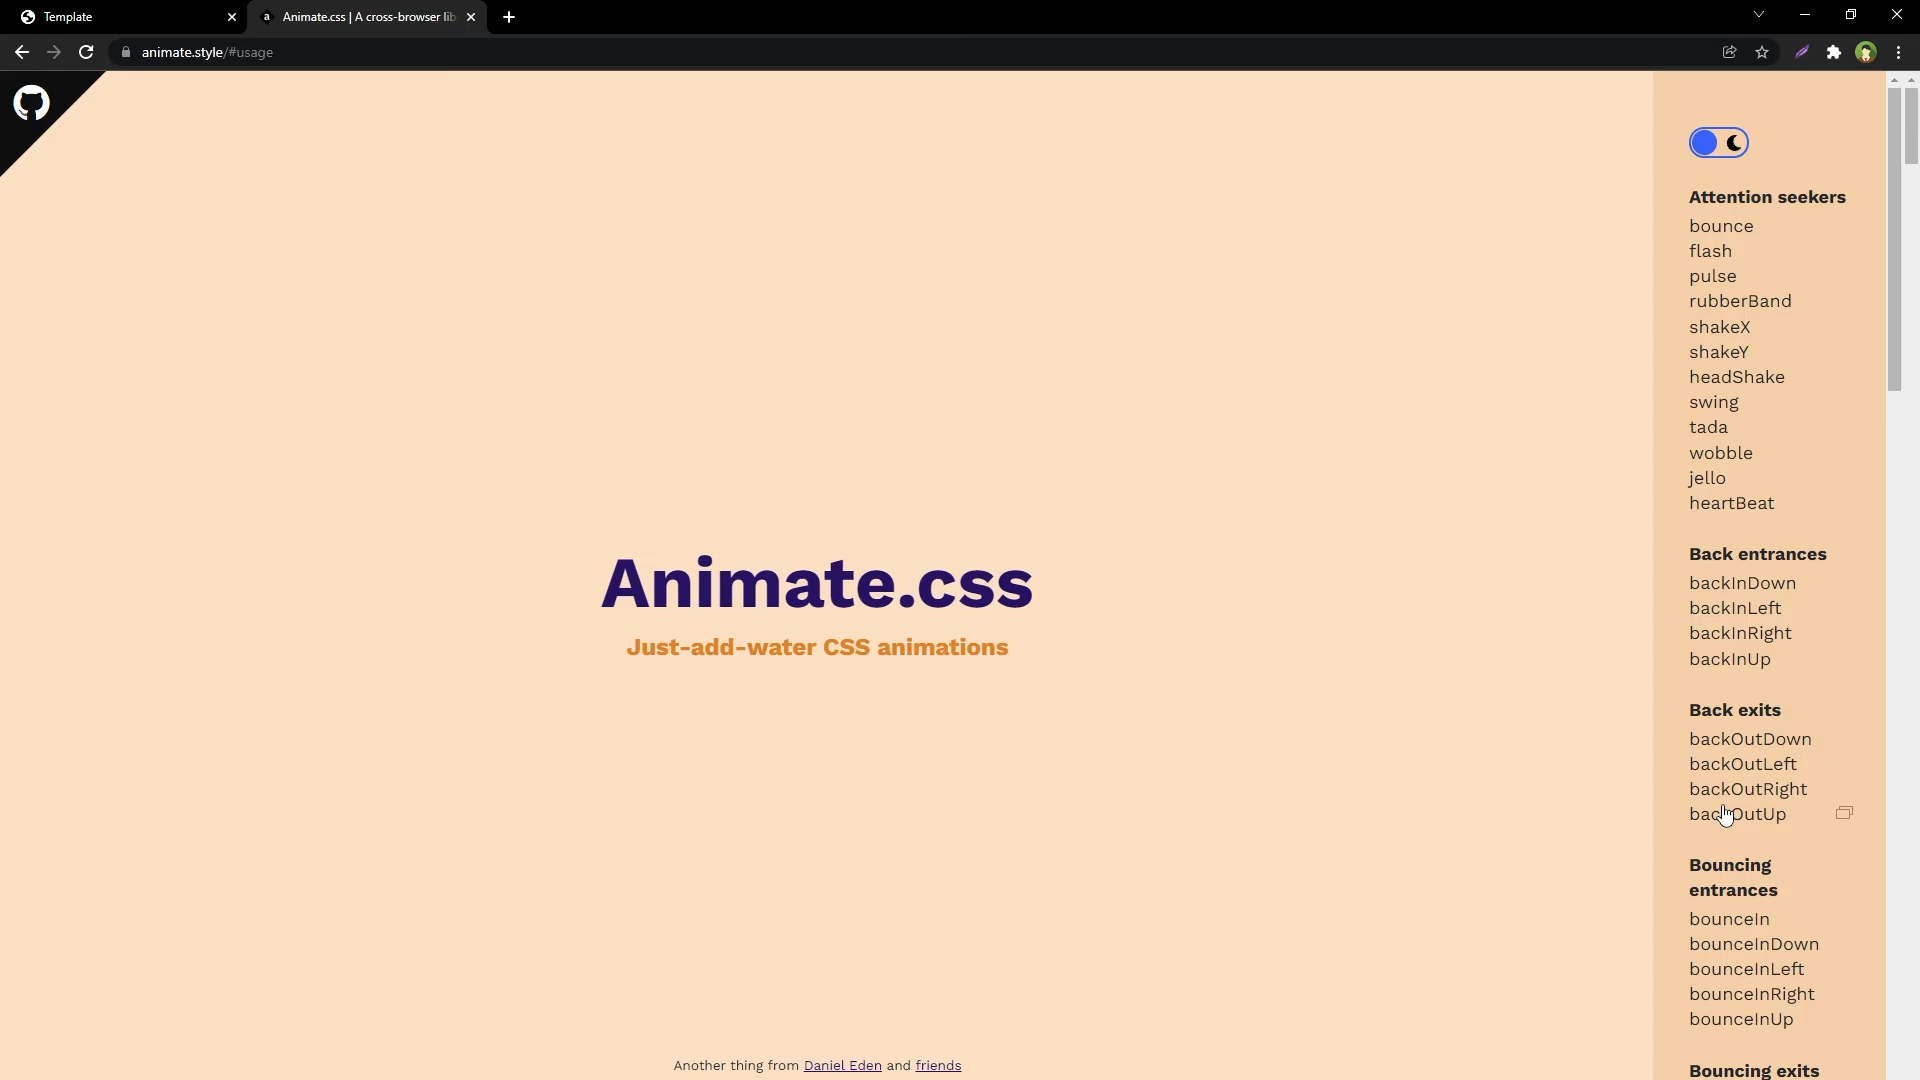 Template
Animate.css | A cross-browser lib
animate.style/#usage
Attention seekers
bounce
flash
pulse
rubberBand
shakeX
shakeY
headShake
swing
tada
wobble
jello
heartBeat
Back entrances
backInDown
backInLeft
backInRight
backInUp
Back exits
backOutDown
backOutLeft
backOutRight
backOutUp
Bouncing
entrances
bounceIn
bounceInDown
bounceInLeft
bounceInRight
bounceInUp
Bouncing exits
Animate.css
Just-add-water CSS animations
Another thing from Daniel Eden and friends